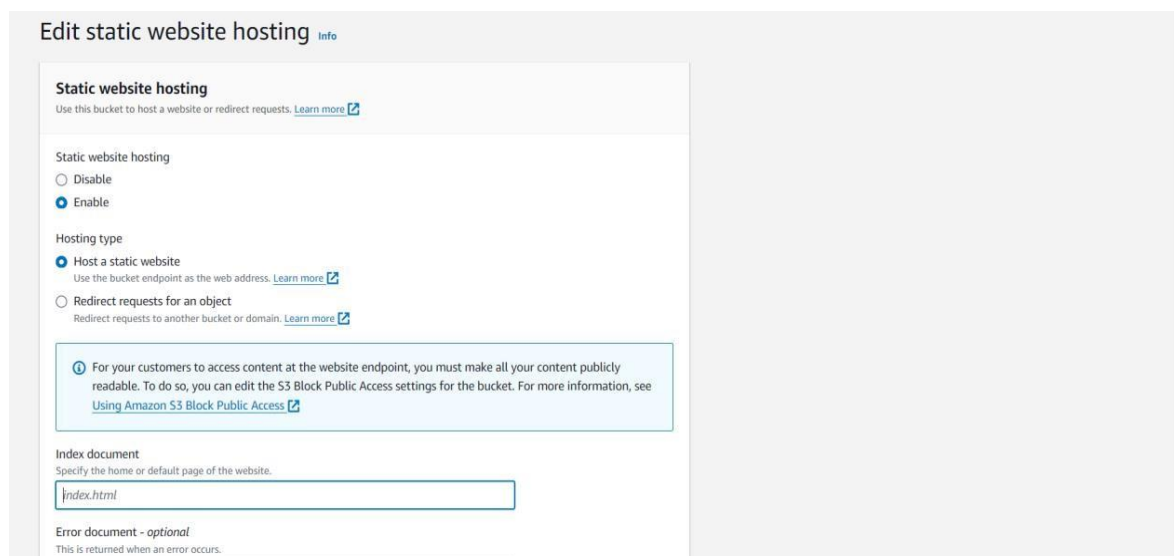 Edit static website hosting Info
Static website hosting
Use this bucket to host a website or redirect requests. Learn more
Static website hosting
Disable
Enable
Hosting type
Host a static website
Use the bucket endpoint as the web address. Learn more
Redirect requests for an object
Redirect requests to another bucket or domain. Learn more
For your customers to access content at the website endpoint, you must make all your content publicly
readable. To do so, you can edit the S3 Block Public Access settings for the bucket. For more information, see
Using Amazon S3 Block Public Access
Index document
Specify the home or default page of the website.
index.html
Error document - optional
This is returned when an error occurs.